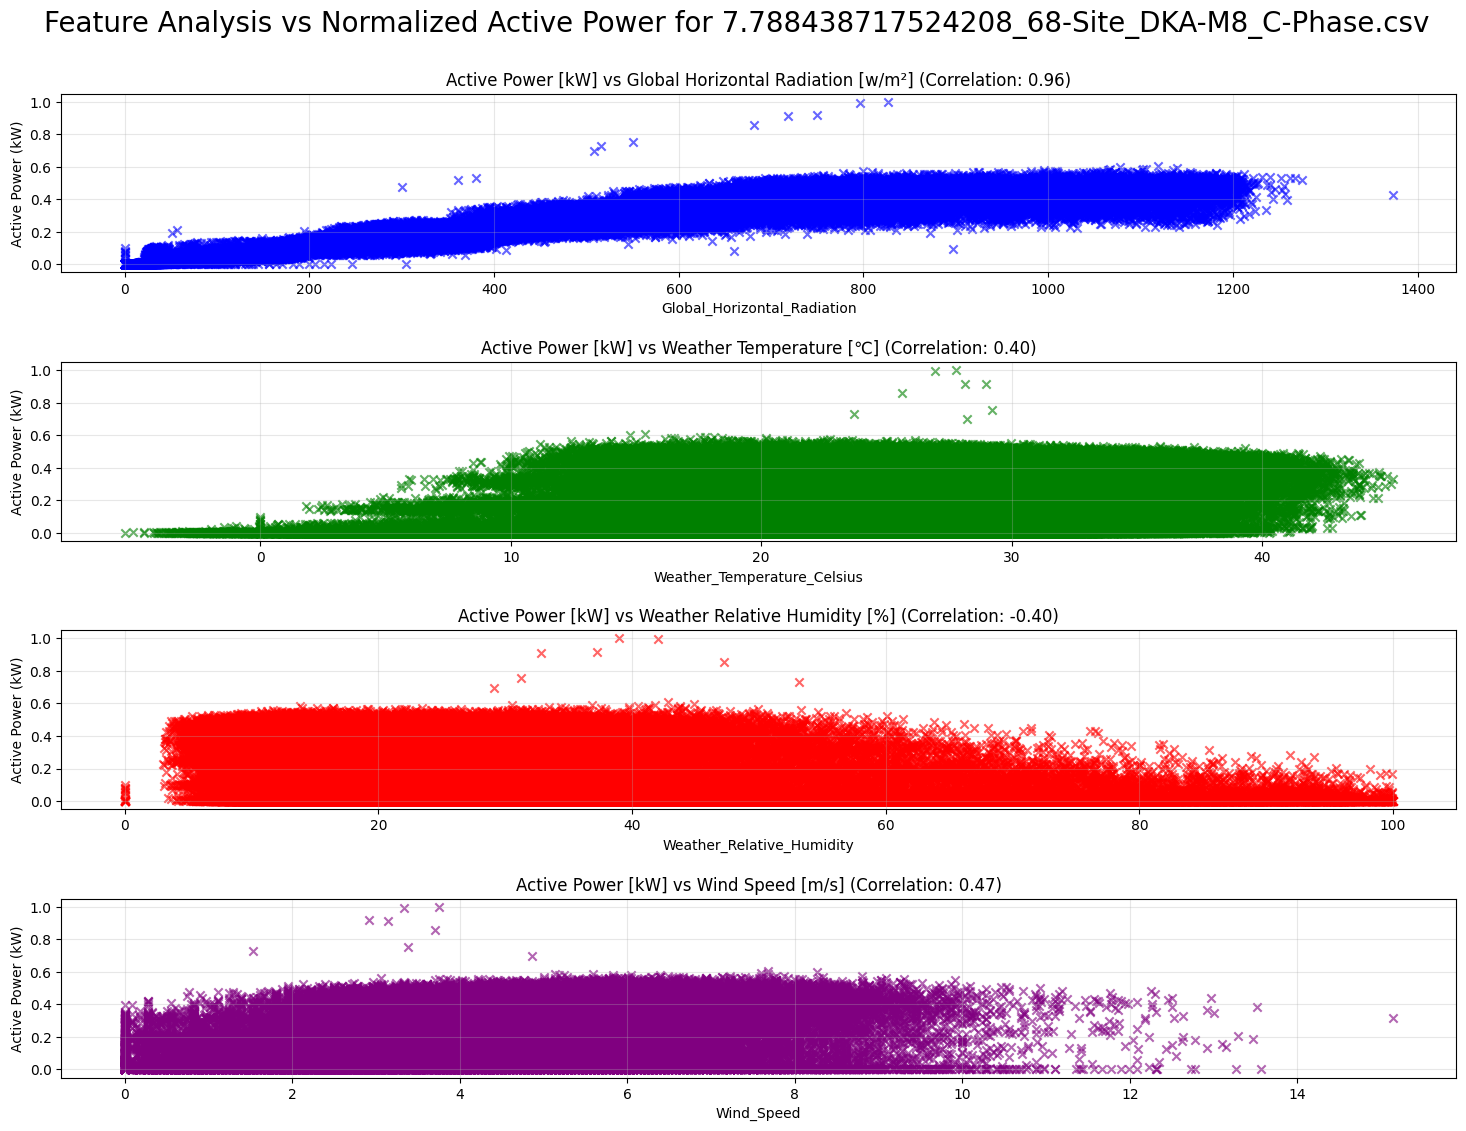 Feature Analysis vs Normalized Active Power for 7.788438717524208_68-Site_DKA-M8_C-Phase.csv
Active Power [kW] vs Global Horizontal Radiation [w/m²] (Correlation: 0.96)
Active Power (kW)
1.0
0.8
0.6
0.4
0.2
0.0
0 200 400 600 800 1000 1200 1400
Global_Horizontal_Radiation
Active Power [kW] vs Weather Temperature [℃] (Correlation: 0.40)
Active Power (kW)
1.0
0.8
0.6
0.4
0.2
0.0
0 10 20 30 40
Weather_Temperature_Celsius
Active Power [kW] vs Weather Relative Humidity [%] (Correlation: -0.40)
Active Power (kW)
1.0
0.8
0.6
0.4
0.2
0.0
0 20 40 60 80 100
Weather_Relative_Humidity
Active Power [kW] vs Wind Speed [m/s] (Correlation: 0.47)
Active Power (kW)
1.0
0.8
0.6
0.4
0.2
0.0
0 2 4 6 8 10 12 14
Wind_Speed